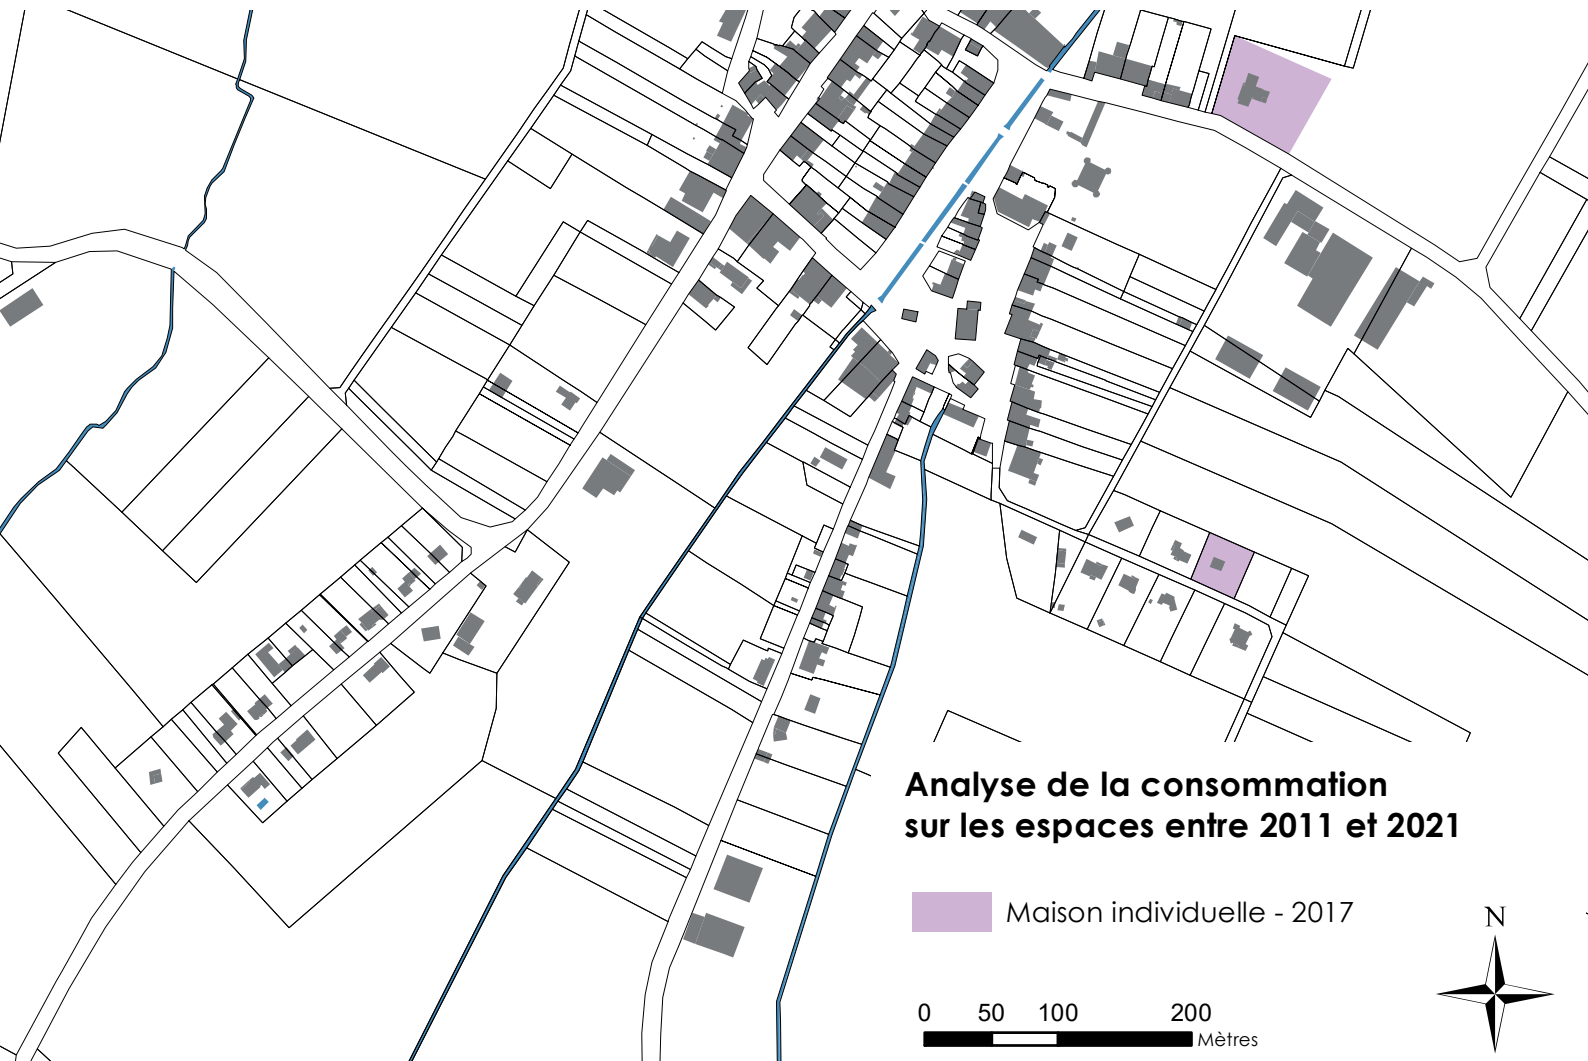 Analyse de la consommation
sur les espaces entre 2011 et 2021
Maison individuelle - 2017
N
0 50 100 200
Mètres